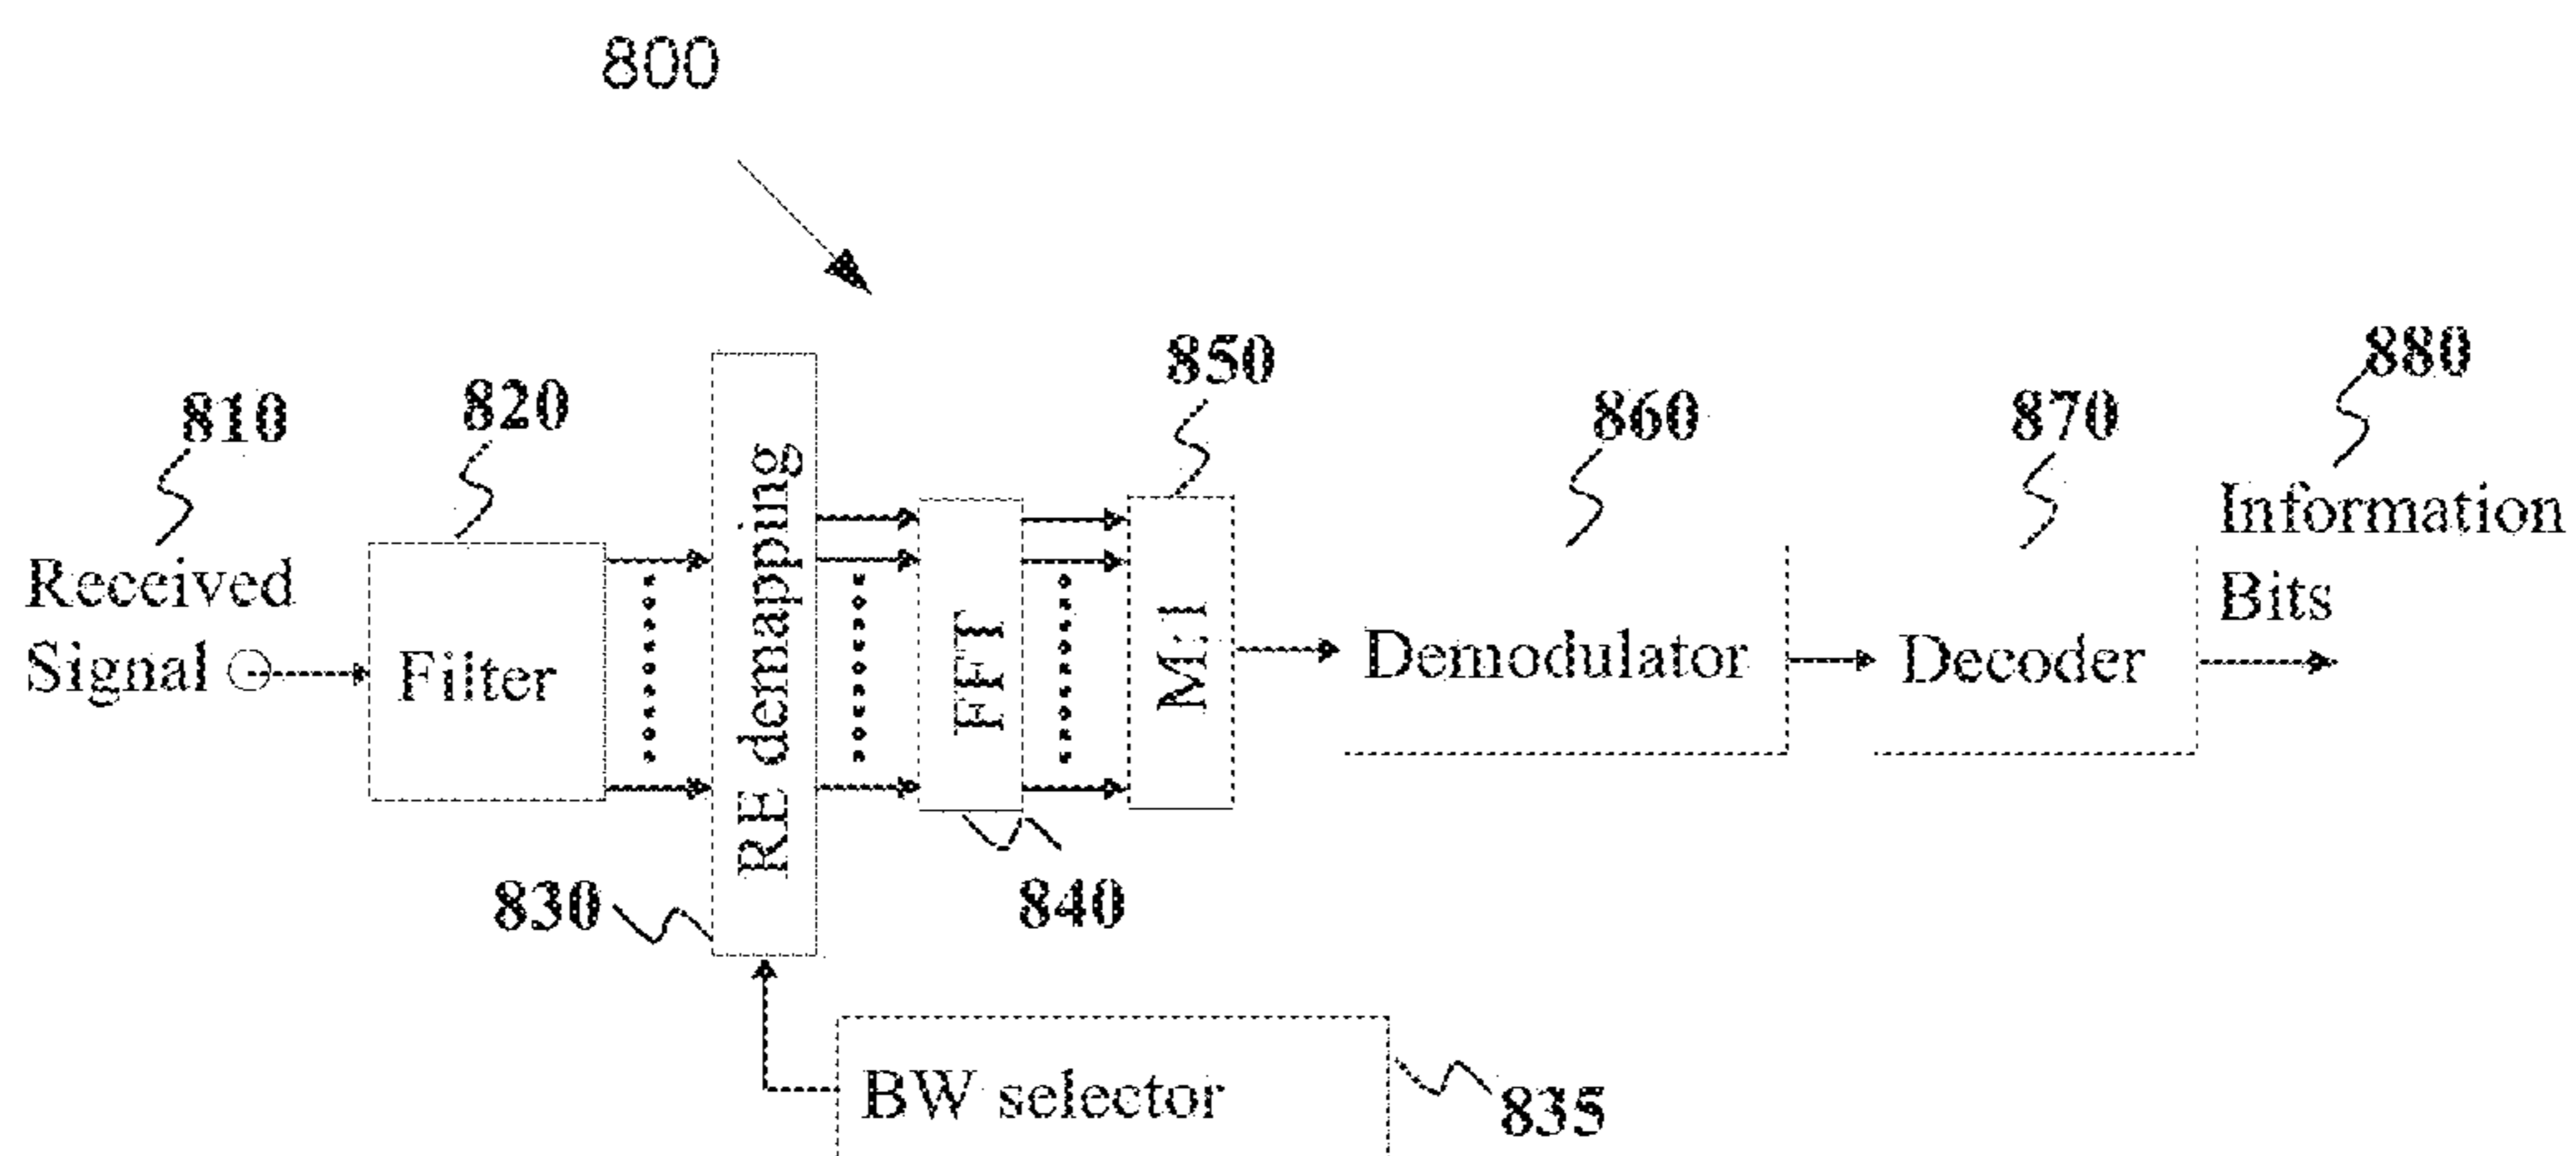 800
810
820
850
860
870
880
Received
Signal
Filter
RE demapping
FFT
M:1
Demodulator
Decoder
Information
Bits
830
840
BW selector
835